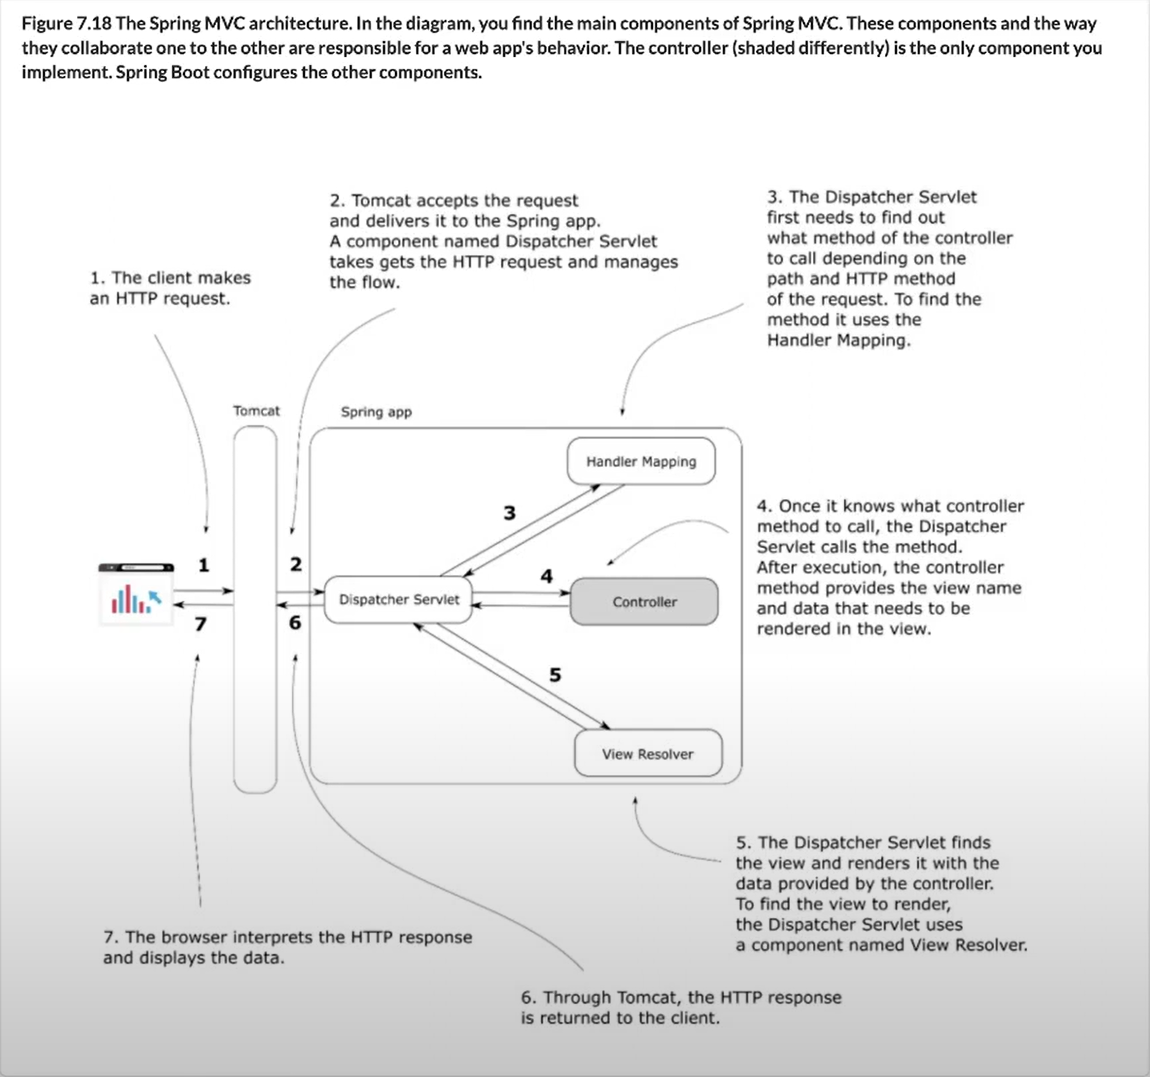 Figure 7.18 The Spring MVC architecture. In the diagram, you find the main components of Spring MVC. These components and the way
they collaborate one to the other are responsible for a web app's behavior. The controller (shaded differently) is the only component you
implement. Spring Boot configures the other components.
1. The client makes
an HTTP request.
2. Tomcat accepts the request
and delivers it to the Spring app.
A component named Dispatcher Servlet
takes gets the HTTP request and manages
the flow.
3. The Dispatcher Servlet
first needs to find out
what method of the controller
to call depending on the
path and HTTP method
of the request. To find the
method it uses the
Handler Mapping.
Tomcat
Spring app
Handler Mapping
3
4. Once it knows what controller
method to call, the Dispatcher
Servlet calls the method.
After execution, the controller
method provides the view name
and data that needs to be
rendered in the view.
1
2
4
Dispatcher Servlet
Controller
7
6
5
View Resolver
5. The Dispatcher Servlet finds
the view and renders it with the
data provided by the controller.
To find the view to render,
the Dispatcher Servlet uses
a component named View Resolver.
7. The browser interprets the HTTP response
and displays the data.
6. Through Tomcat, the HTTP response
is returned to the client.